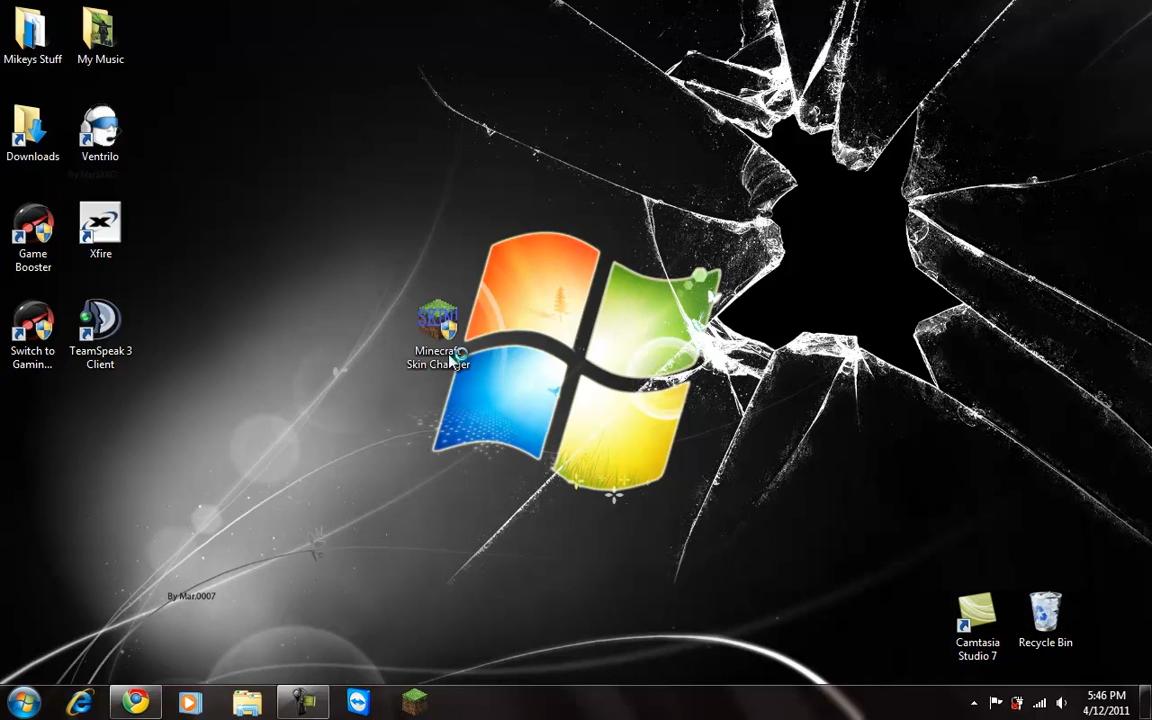 Mikeys Stuff
My Music
Downloads
Ventrilo
Game
Booster
Xfire
Switch to
Gamin...
TeamSpeak 3
Client
SKIN
Minecraft
Skin Changer
By Mar.0007
Camtasia
Studio 7
Recycle Bin
5:46 PM
4/12/2011